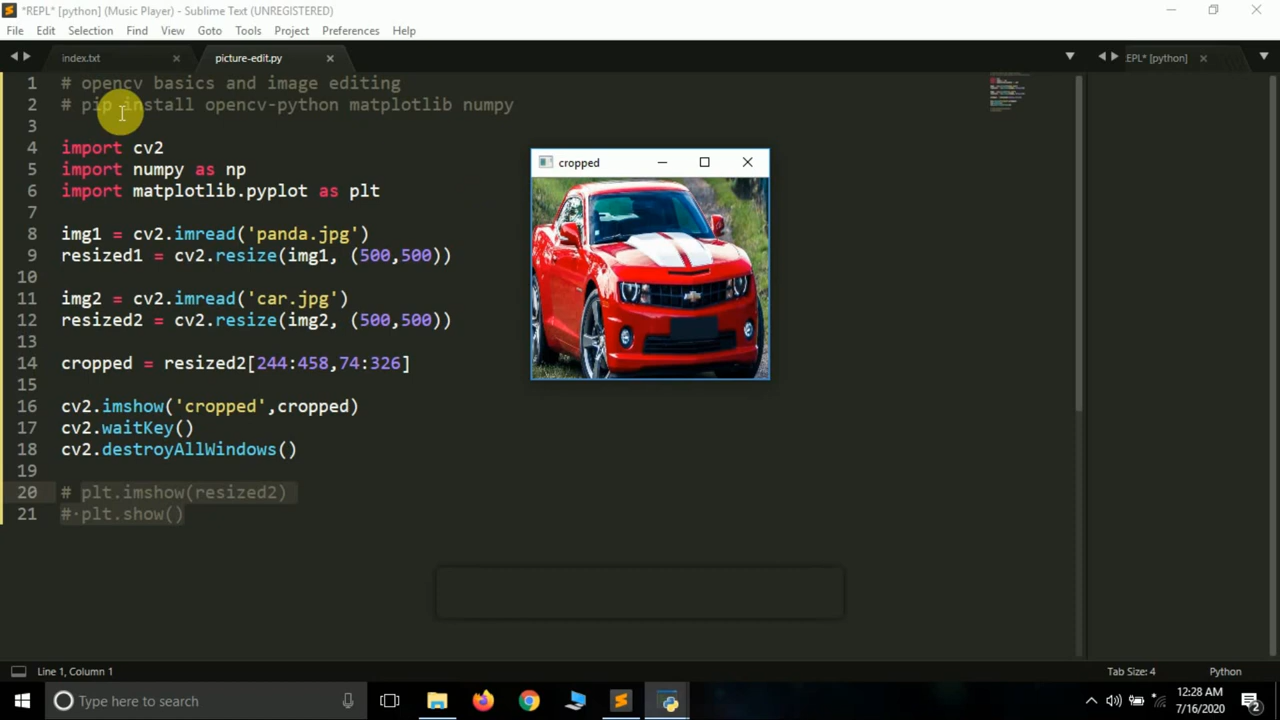 *REPL* [python] (Music Player) - Sublime Text (UNREGISTERED)
File Edit Selection Find View Goto Tools Project Preferences Help
index.txt picture-edit.py EPL* [python]
1 # opencv basics and image editing
2 # pip install opencv-python matplotlib numpy
3
4 import cv2
5 import numpy as np
6 import matplotlib.pyplot as plt
7
8 img1 = cv2.imread('panda.jpg')
9 resized1 = cv2.resize(img1, (500,500))
10
11 img2 = cv2.imread('car.jpg')
12 resized2 = cv2.resize(img2, (500,500))
13
14 cropped = resized2[244:458,74:326]
15
16 cv2.imshow('cropped',cropped)
17 cv2.waitKey()
18 cv2.destroyAllWindows()
19
20 # plt.imshow(resized2)
21 #·plt.show()
cropped
Line 1, Column 1 Tab Size: 4 Python
Type here to search
12:28 AM
7/16/2020
2